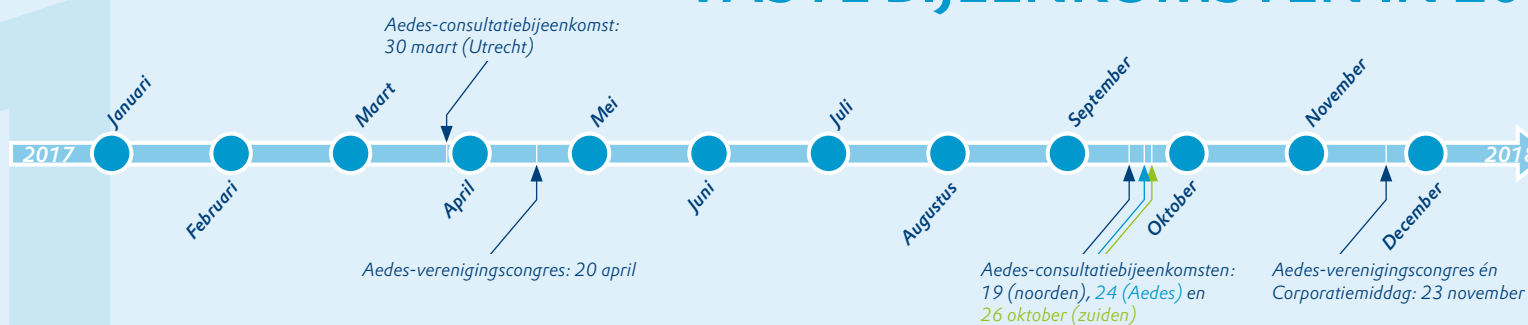 Aedes-consultatiebijeenkomst:
30 maart (Utrecht)
Januari
Maart
Mei
Juli
September
November
2017
2018
Februari
April
Juni
Augustus
Oktober
December
Aedes-verenigingscongres: 20 april
Aedes-consultatiebijeenkomsten:
19 (noorden), 24 (Aedes) en
26 oktober (zuiden)
Aedes-verenigingscongres én
Corporatiemiddag: 23 november